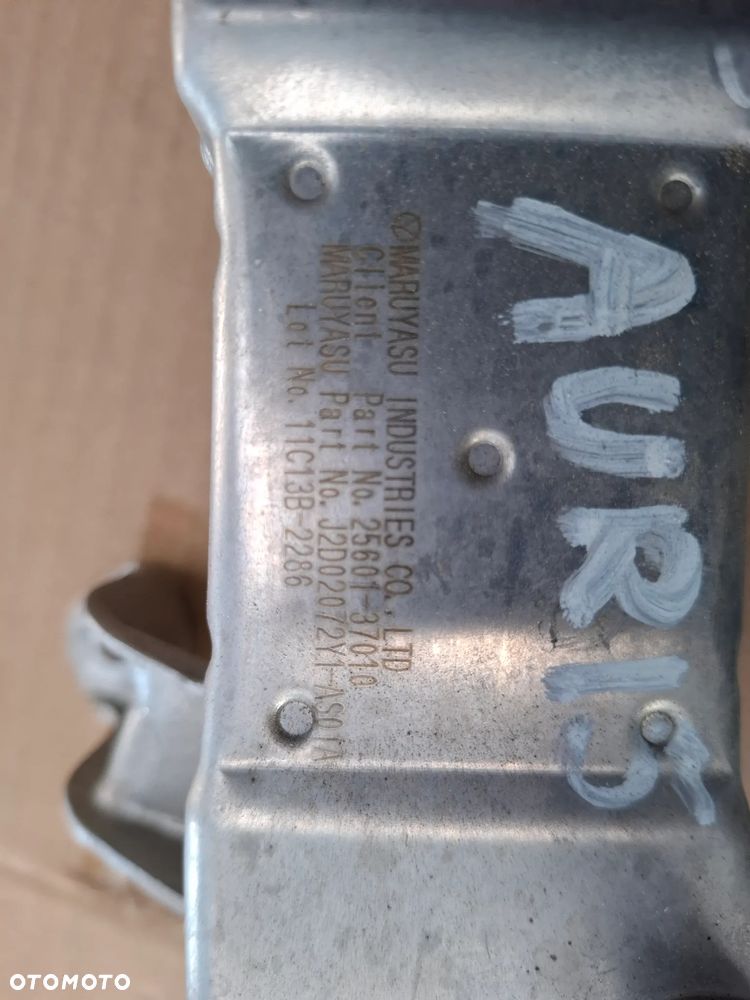 MARUYASU INDUSTRIES CO.,LTD
Client Part No. 25601-37010
MARUYASU Part No. J2D02072Y1-AS01A
Lot No. 11C13B-2286
AURIS
OTOMOTO